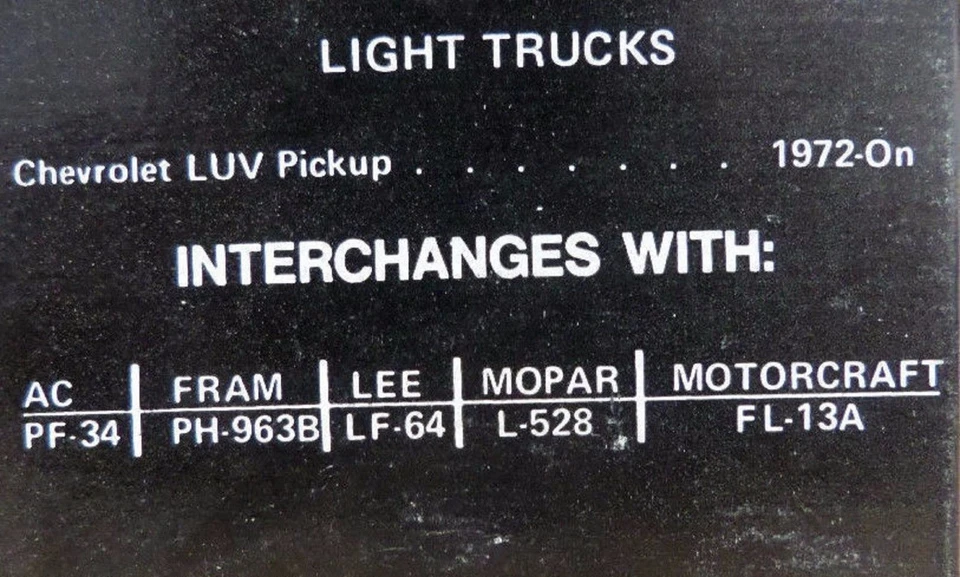 LIGHT TRUCKS
Chevrolet LUV Pickup . . . . . . . 1972-On
INTERCHANGES WITH:
AC | FRAM | LEE | MOPAR | MOTORCRAFT
PF-34 | PH-963B | LF-64 | L-528 | FL-13A